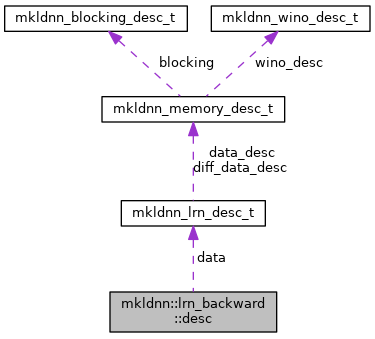 mkldnn_blocking_desc_t
mkldnn_wino_desc_t
blocking
wino_desc
mkldnn_memory_desc_t
data_desc
diff_data_desc
mkldnn_lrn_desc_t
data
mkldnn::lrn_backward
::desc